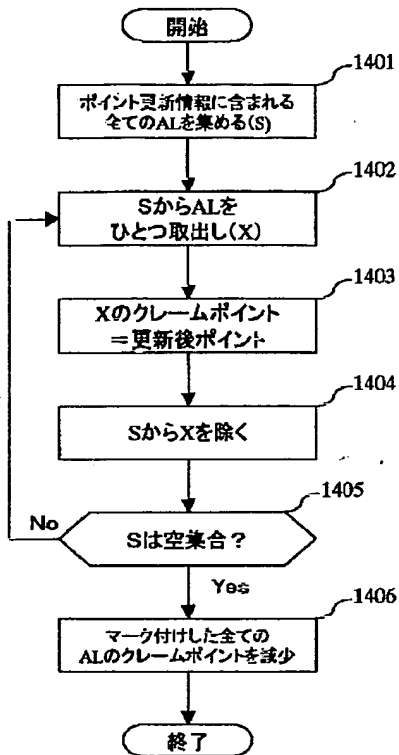 開始
1401
ポイント更新情報に含まれる
全てのALを集める(S)
1402
SからALを
ひとつ取出し(X)
1403
Xのクレームポイント
=更新後ポイント
1404
SからXを除く
1405
Sは空集合?
No
Yes
1406
マーク付けした全ての
ALのクレームポイントを減少
終了